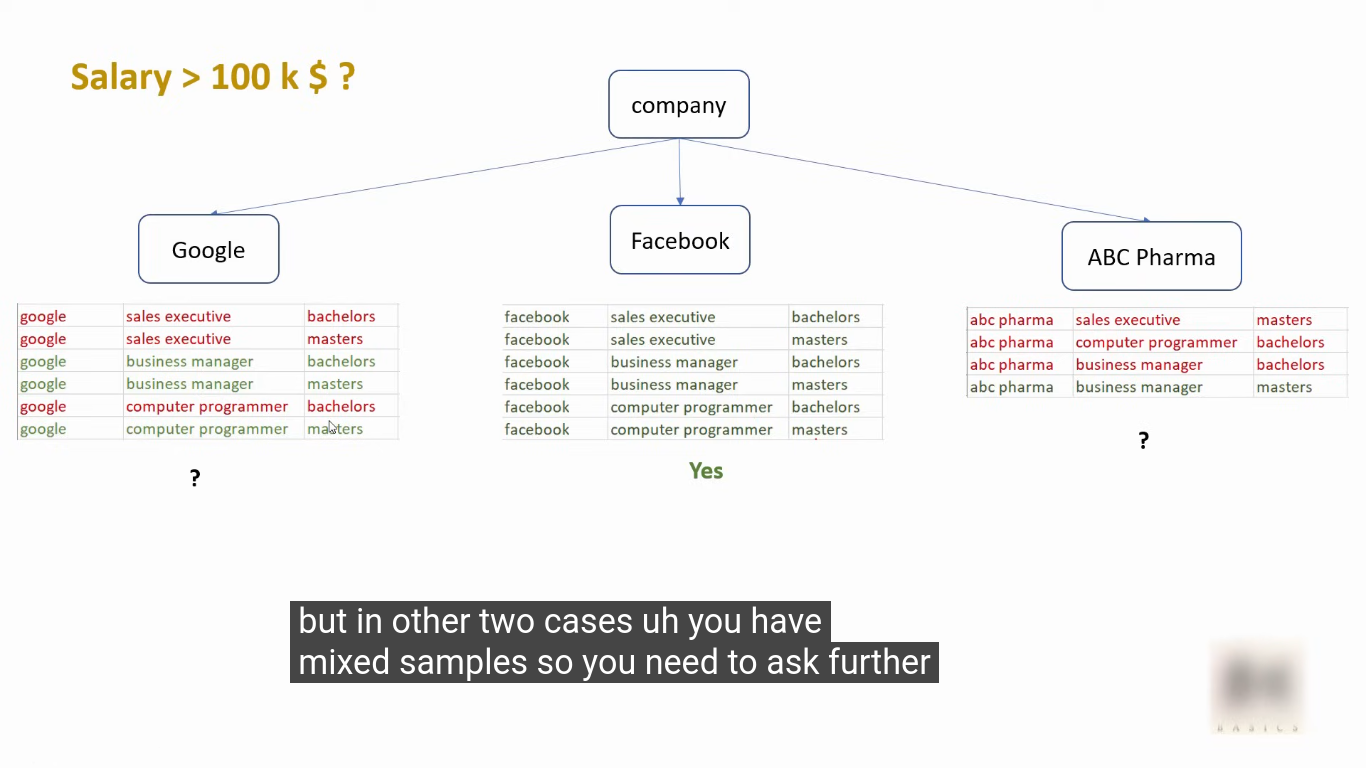 Salary > 100 k $ ?
company
Google
Facebook
ABC Pharma
google sales executive bachelors
google sales executive masters
google business manager bachelors
google business manager masters
google computer programmer bachelors
google computer programmer masters
?
facebook sales executive bachelors
facebook sales executive masters
facebook business manager bachelors
facebook business manager masters
facebook computer programmer bachelors
facebook computer programmer masters
Yes
abc pharma sales executive masters
abc pharma computer programmer bachelors
abc pharma business manager bachelors
abc pharma business manager masters
?
but in other two cases uh you have
mixed samples so you need to ask further
BASICS